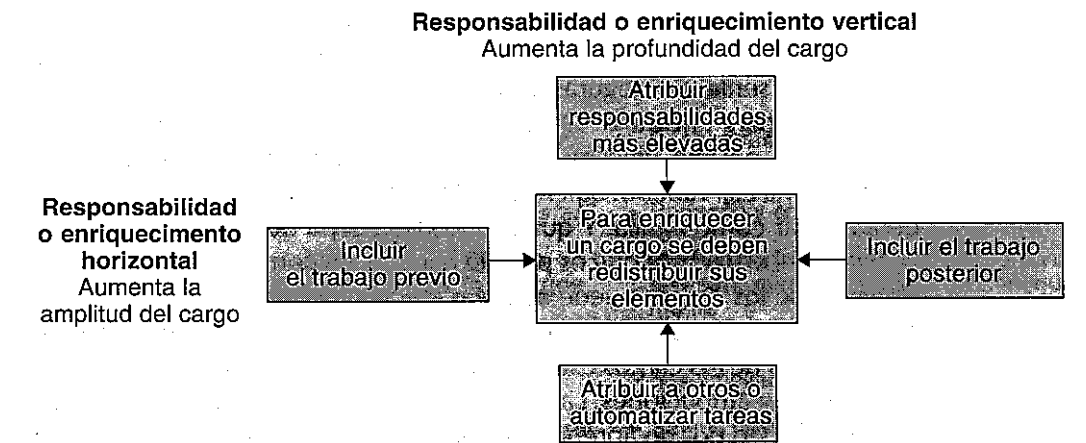 Responsabilidad o enriquecimiento vertical
Aumenta la profundidad del cargo
Atribuir
responsabilidades
más elevadas
Responsabilidad
o enriquecimento
horizontal
Aumenta la
amplitud del cargo
Incluir
el trabajo previo
Para enriquecer
un cargo se deben
redistribuir sus
elementos
Incluir el trabajo
posterior
Atribuir a otros o
automatizar tareas